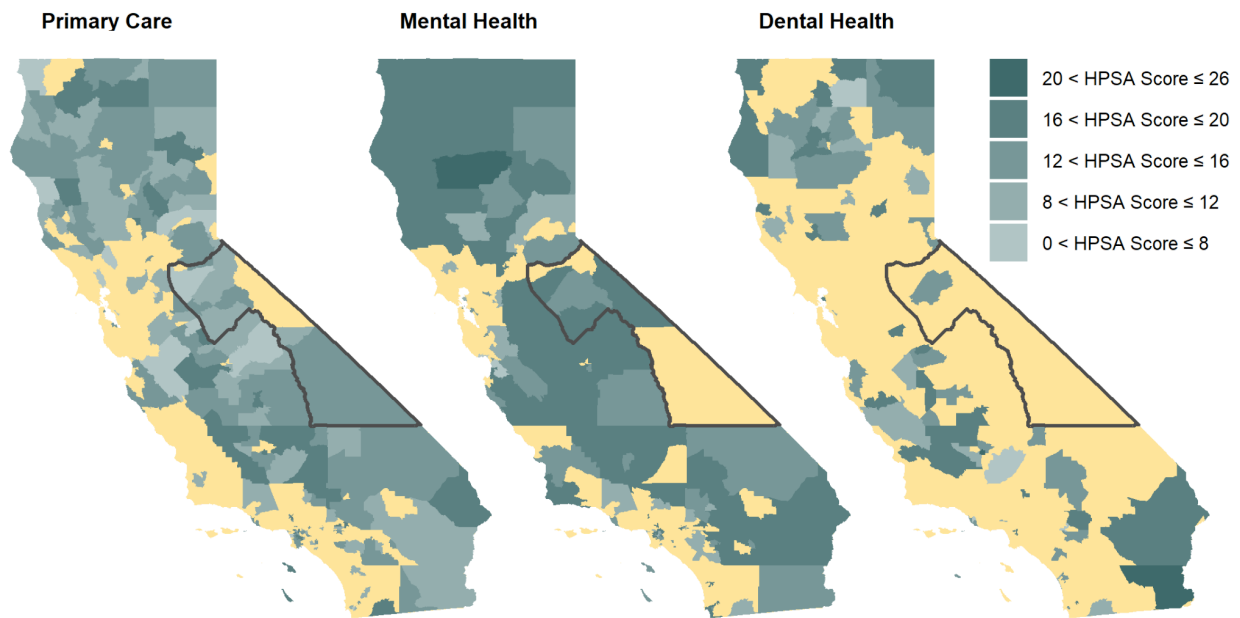 Primary Care
Mental Health
Dental Health
20 < HPSA Score ≤ 26
16 < HPSA Score ≤ 20
12 < HPSA Score ≤ 16
8 < HPSA Score ≤ 12
0 < HPSA Score ≤ 8